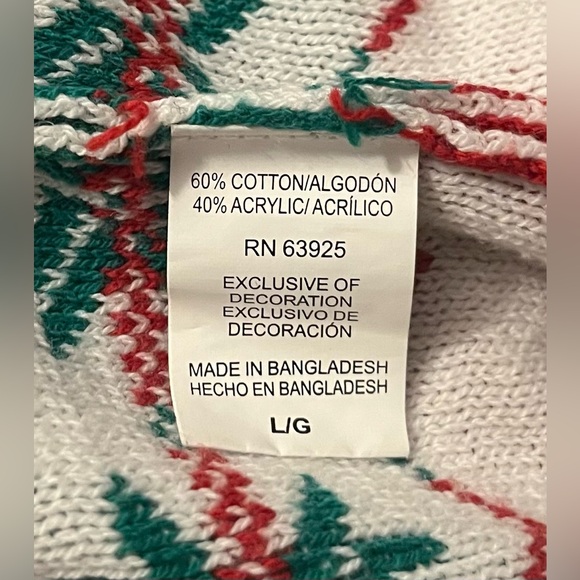 60% COTTON/ALGODÓN
40% ACRYLIC/ ACRÍLICO
RN 63925
EXCLUSIVE OF
DECORATION
EXCLUSIVO DE
DECORACIÓN
MADE IN BANGLADESH
HECHO EN BANGLADESH
L/G